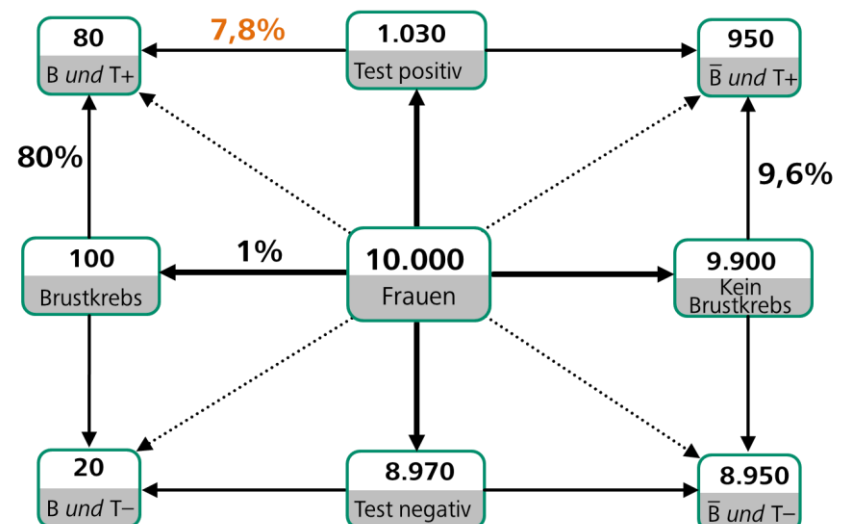 80
B und T+
7,8%
1.030
Test positiv
950
B̅ und T+
80%
9,6%
100
Brustkrebs
1%
10.000
Frauen
9.900
Kein
Brustkrebs
20
B und T–
8.970
Test negativ
8.950
B̅ und T–